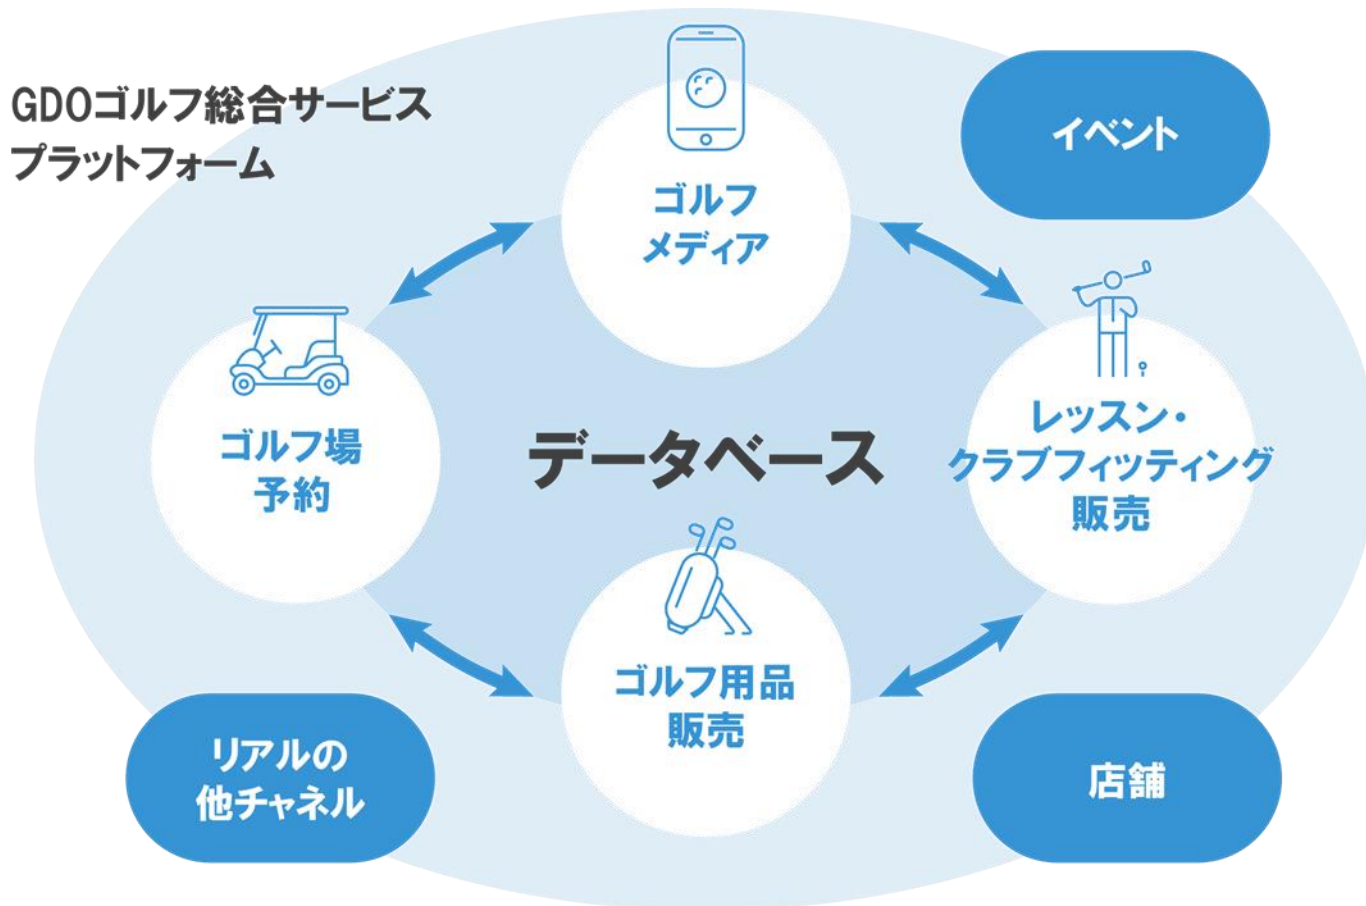 GDOゴルフ総合サービス
プラットフォーム
ゴルフ
メディア
イベント
ゴルフ場
予約
データベース
レッスン・
クラブフィッティング
販売
ゴルフ用品
販売
リアルの
他チャネル
店舗